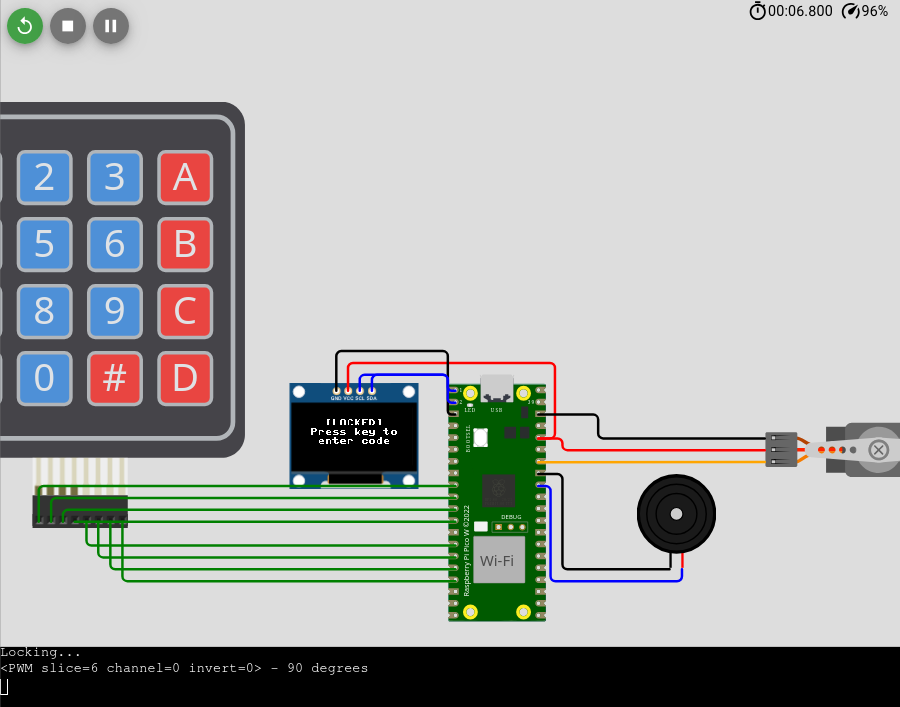 00:06.800 96%
2 3 A
5 6 B
8 9 C
0 # D
GND VCC SCL SDA
[LOCKED]
Press key to
enter code
LED
USB
BOOTSEL
DEBUG
Raspberry Pi Pico W ©2022
Wi-Fi
Locking...
<PWM slice=6 channel=0 invert=0> - 90 degrees